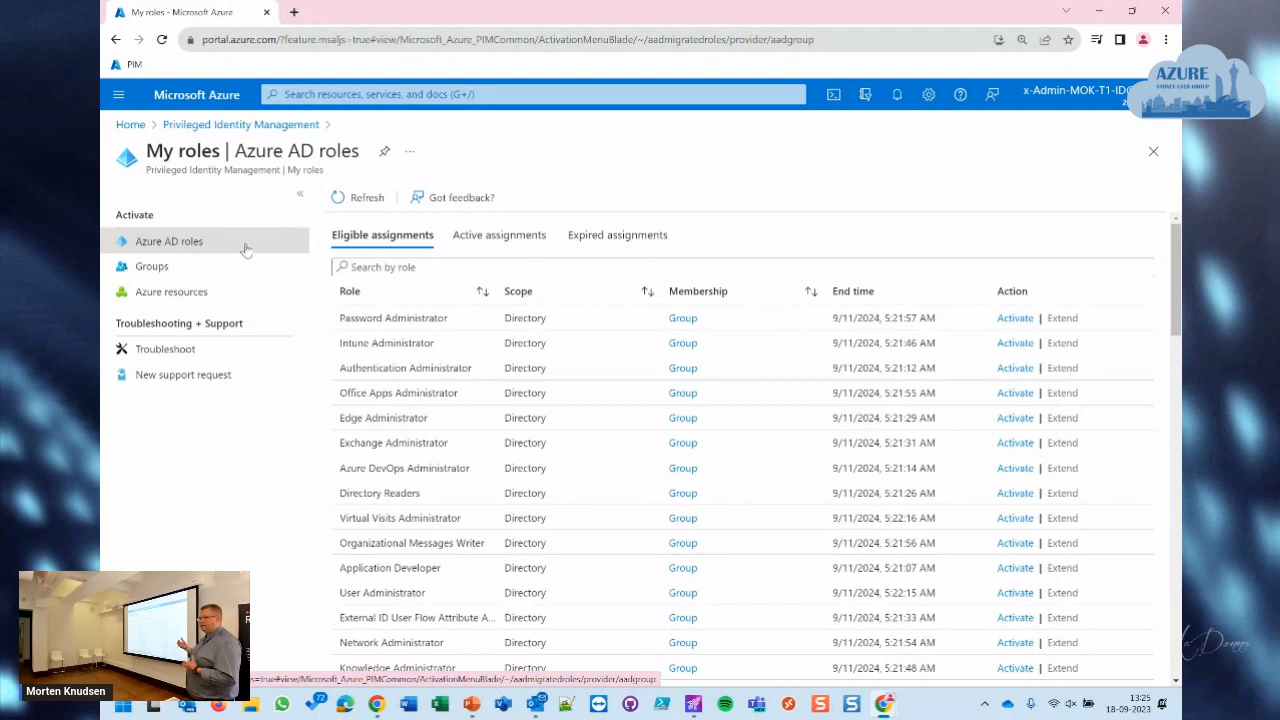 My roles - Microsoft Azure
portal.azure.com/?feature.msaljs=true#view/Microsoft_Azure_PIMCommon/ActivationMenuBlade/~/aadmigratedroles/provider/aadgroup
PIM
Microsoft Azure
Search resources, services, and docs (G+/)
x-Admin-MOK-T1-ID@
AZURE
SYDNEY USER GROUP
Home > Privileged Identity Management >
My roles | Azure AD roles
Privileged Identity Management | My roles
Refresh
Got feedback?
Activate
Azure AD roles
Groups
Azure resources
Troubleshooting + Support
Troubleshoot
New support request
Eligible assignments Active assignments Expired assignments
Search by role
Role Scope Membership End time Action
Password Administrator Directory Group 9/11/2024, 5:21:57 AM Activate | Extend
Intune Administrator Directory Group 9/11/2024, 5:21:46 AM Activate | Extend
Authentication Administrator Directory Group 9/11/2024, 5:21:12 AM Activate | Extend
Office Apps Administrator Directory Group 9/11/2024, 5:21:55 AM Activate | Extend
Edge Administrator Directory Group 9/11/2024, 5:21:29 AM Activate | Extend
Exchange Administrator Directory Group 9/11/2024, 5:21:31 AM Activate | Extend
Azure DevOps Administrator Directory Group 9/11/2024, 5:21:14 AM Activate | Extend
Directory Readers Directory Group 9/11/2024, 5:21:26 AM Activate | Extend
Virtual Visits Administrator Directory Group 9/11/2024, 5:22:16 AM Activate | Extend
Organizational Messages Writer Directory Group 9/11/2024, 5:21:56 AM Activate | Extend
Application Developer Directory Group 9/11/2024, 5:21:07 AM Activate | Extend
User Administrator Directory Group 9/11/2024, 5:22:15 AM Activate | Extend
External ID User Flow Attribute A... Directory Group 9/11/2024, 5:21:33 AM Activate | Extend
Network Administrator Directory Group 9/11/2024, 5:21:54 AM Activate | Extend
Knowledge Administrator Directory Group 9/11/2024, 5:21:48 AM Activate | Extend
s=true#view/Microsoft_Azure_PIMCommon/ActivationMenuBlade/~/aadmigratedroles/provider/aadgroup
Morten Knudsen
13:25
18-09-2023